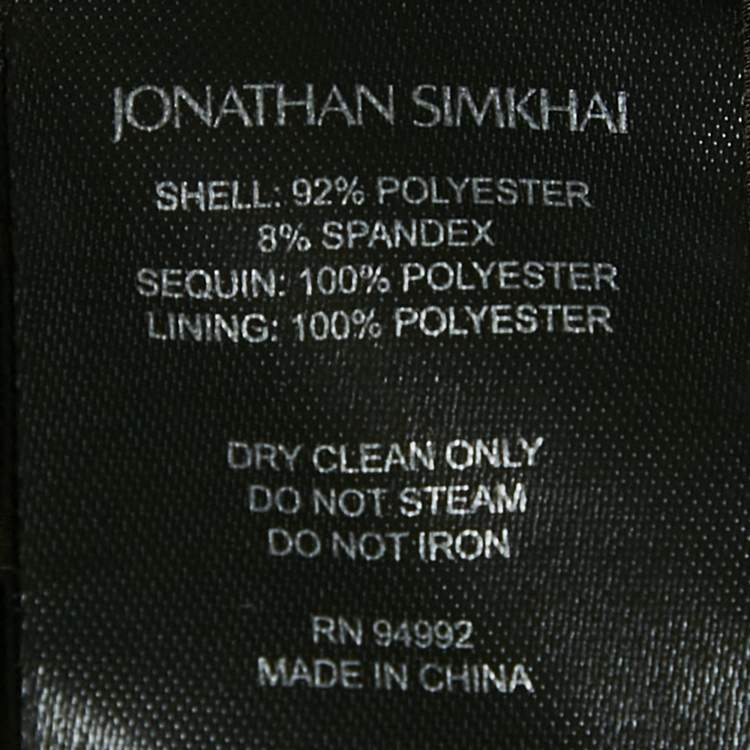 JONATHAN SIMKHAI
SHELL: 92% POLYESTER
8% SPANDEX
SEQUIN: 100% POLYESTER
LINING: 100% POLYESTER
DRY CLEAN ONLY
DO NOT STEAM
DO NOT IRON
RN 94992
MADE IN CHINA